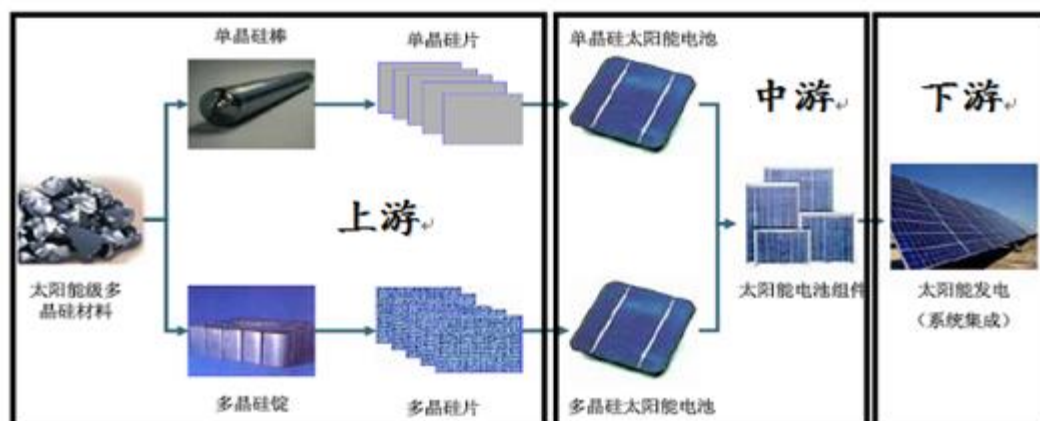 单晶硅棒
单晶硅片
单晶硅太阳能电池
中游
下游
上游
太阳能级多
晶硅材料
太阳能电池组件
太阳能发电
（系统集成）
多晶硅锭
多晶硅片
多晶硅太阳能电池